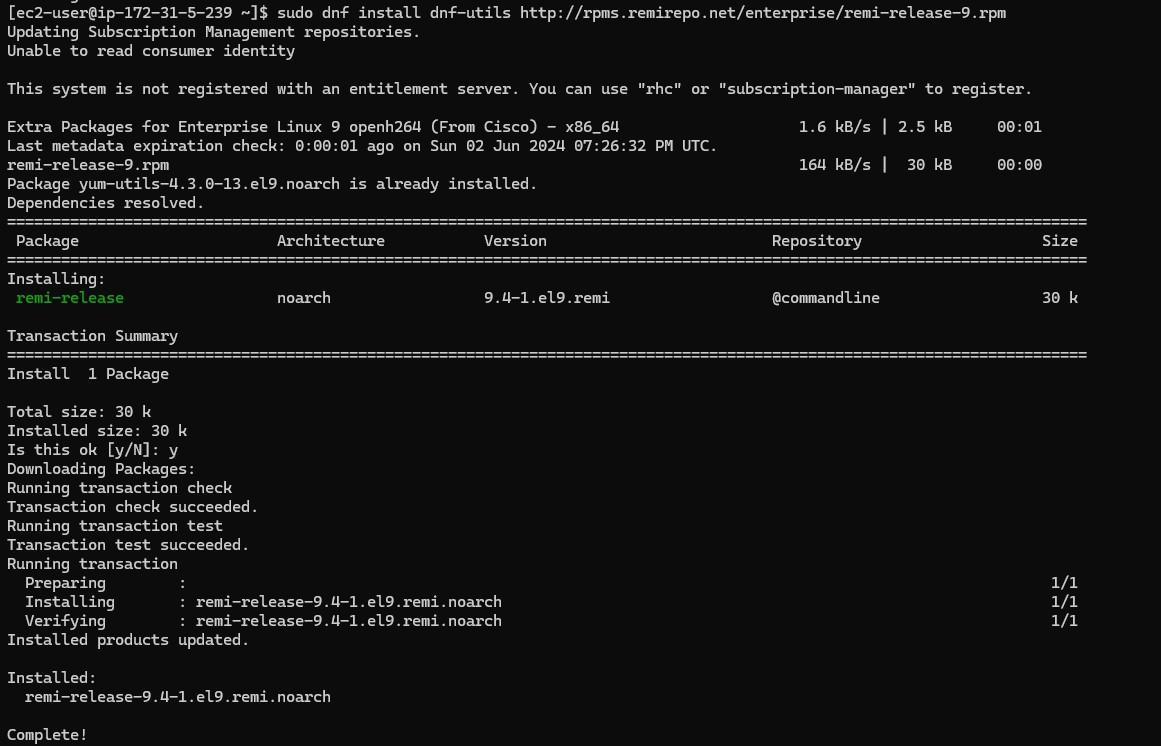 [ec2-user@ip-172-31-5-239 ~]$ sudo dnf install dnf-utils http://rpms.remirepo.net/enterprise/remi-release-9.rpm
Updating Subscription Management repositories.
Unable to read consumer identity
This system is not registered with an entitlement server. You can use "rhc" or "subscription-manager" to register.
Extra Packages for Enterprise Linux 9 openh264 (From Cisco) - x86_64 1.6 kB/s | 2.5 kB 00:01
Last metadata expiration check: 0:00:01 ago on Sun 02 Jun 2024 07:26:32 PM UTC.
remi-release-9.rpm 164 kB/s | 30 kB 00:00
Package yum-utils-4.3.0-13.el9.noarch is already installed.
Dependencies resolved.
================================================================================
Package Architecture Version Repository Size
================================================================================
Installing:
remi-release noarch 9.4-1.el9.remi @commandline 30 k
Transaction Summary
================================================================================
Install 1 Package
Total size: 30 k
Installed size: 30 k
Is this ok [y/N]: y
Downloading Packages:
Running transaction check
Transaction check succeeded.
Running transaction test
Transaction test succeeded.
Running transaction
Preparing : 1/1
Installing : remi-release-9.4-1.el9.remi.noarch 1/1
Verifying : remi-release-9.4-1.el9.remi.noarch 1/1
Installed products updated.
Installed:
remi-release-9.4-1.el9.remi.noarch
Complete!